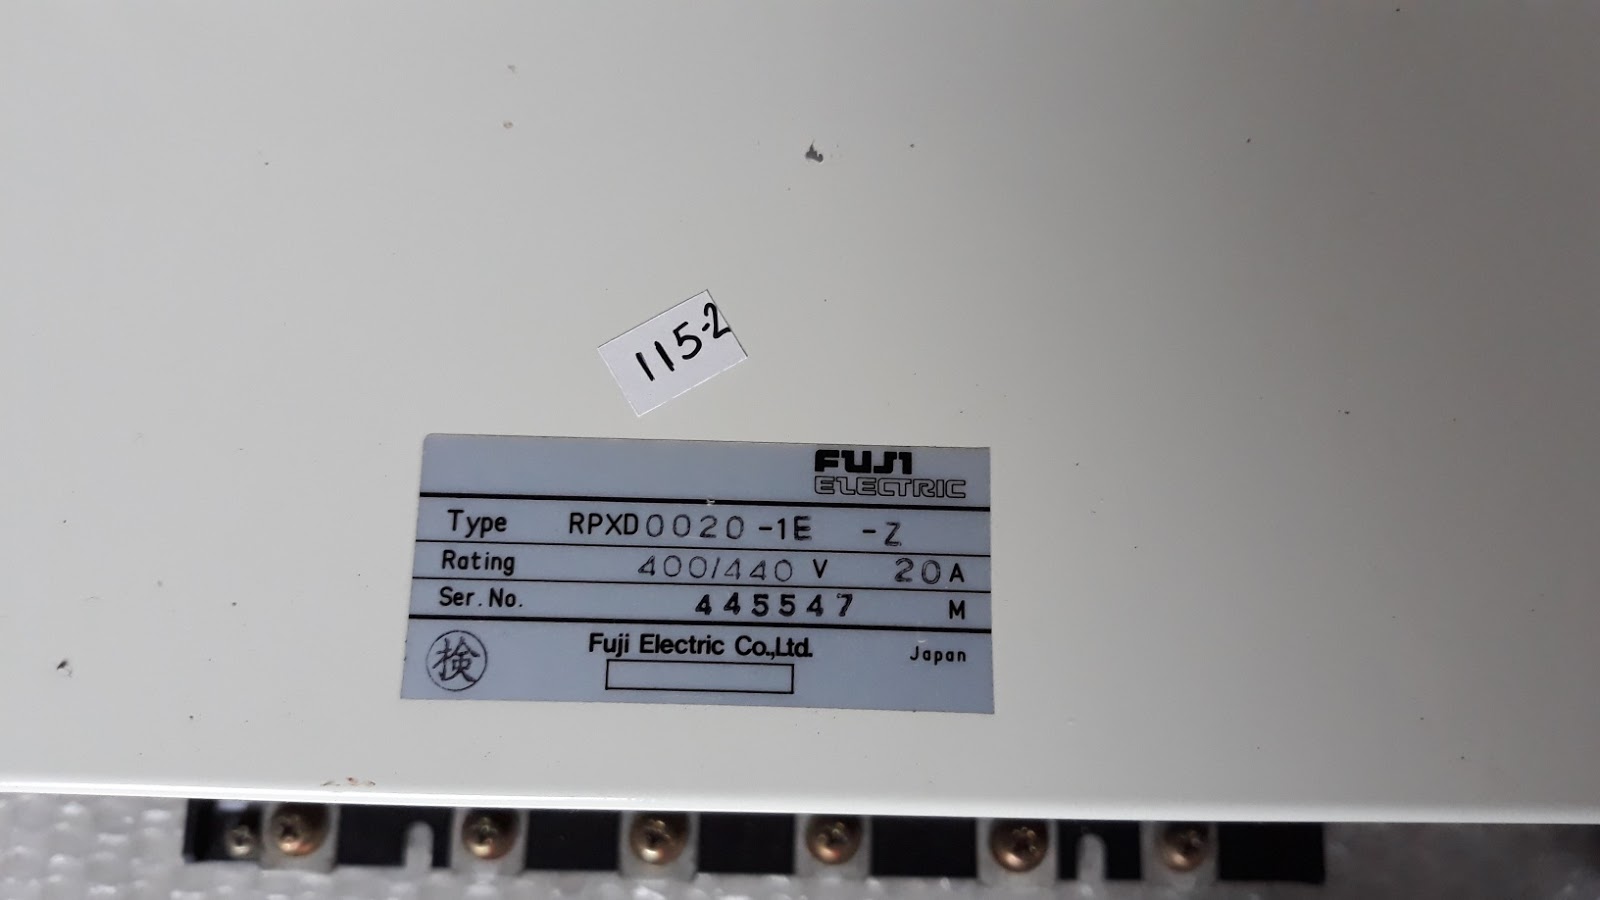 115-2
FUJI
ELECTRIC
Type RPXD0020-1E -Z
Rating 400/440 V 20A
Ser. No. 445547 M
検 Fuji Electric Co.,Ltd. Japan